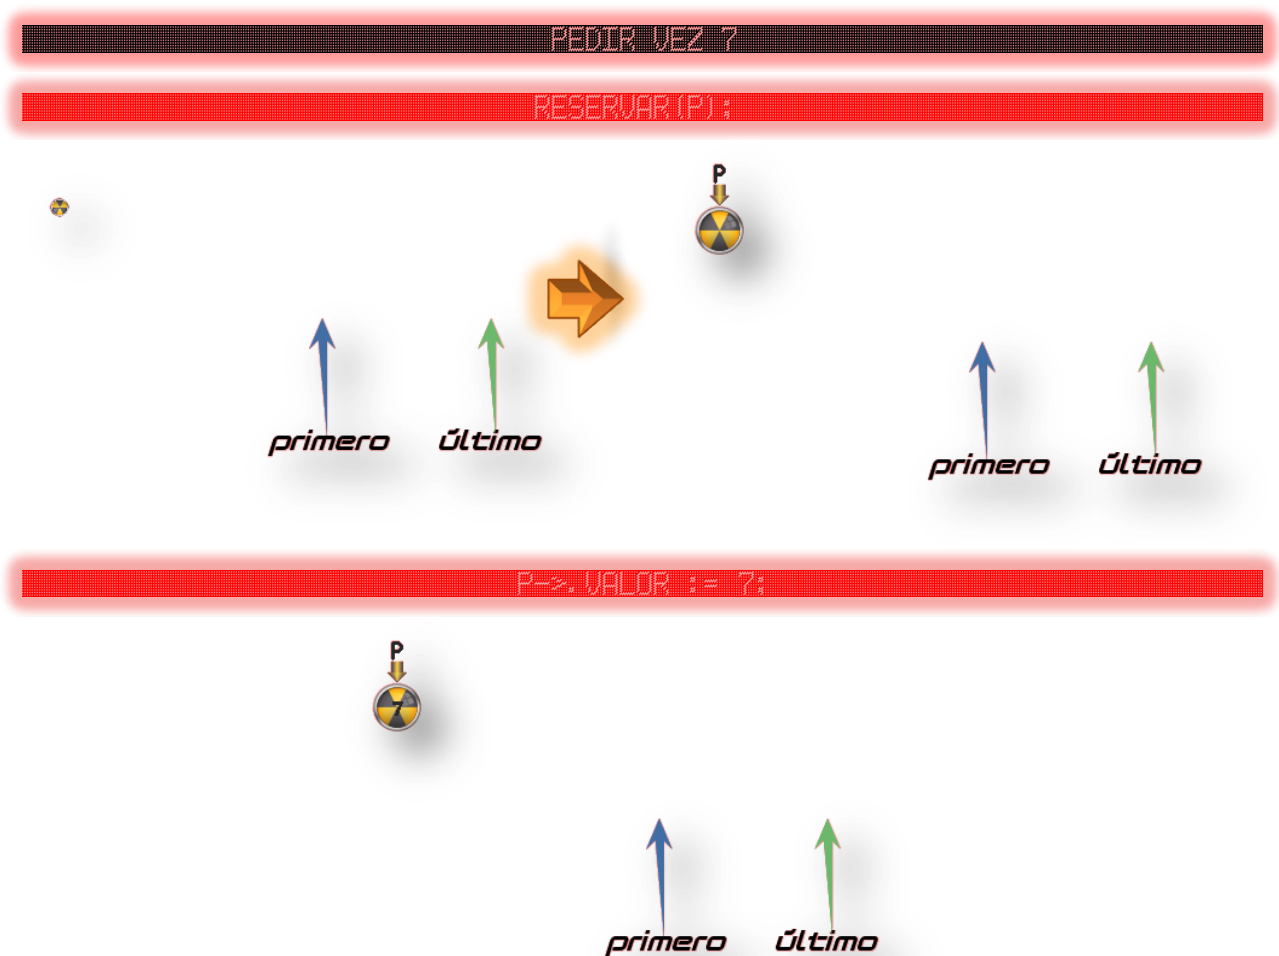 PEDIR VEZ 7
RESERVAR(P);
P
primero último
primero último
P->.VALOR := 7;
P
7
primero último